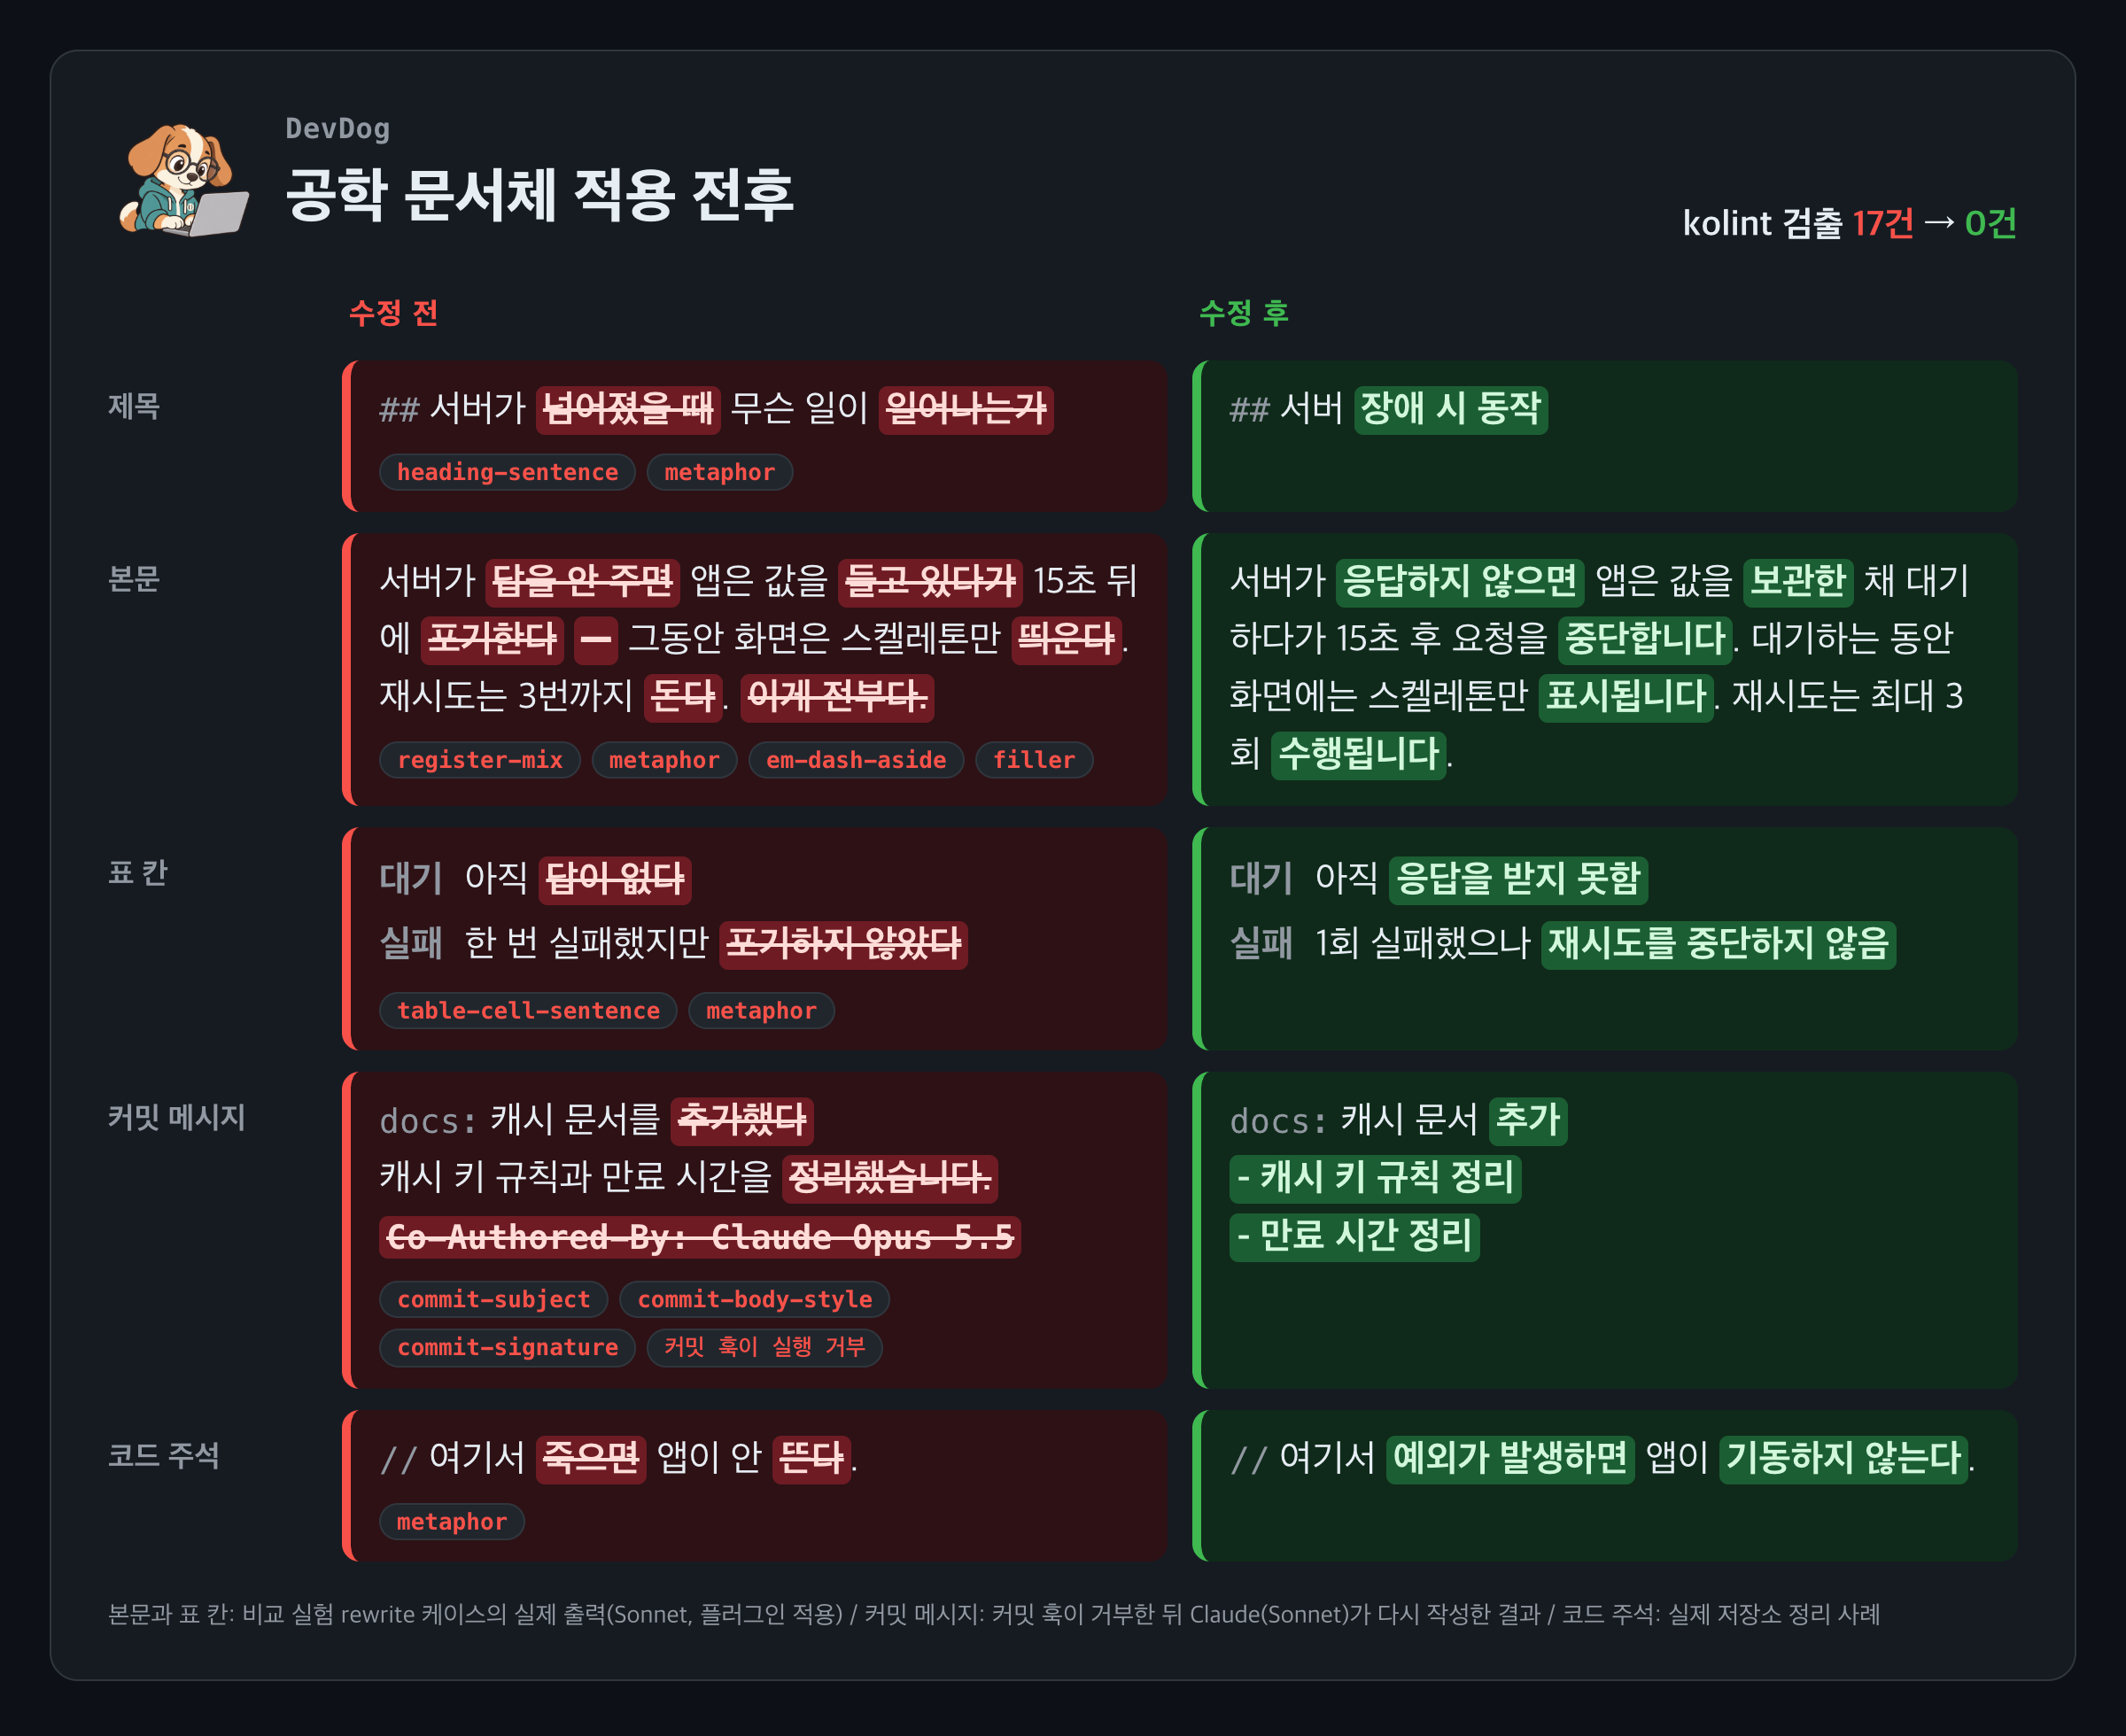 DevDog
공학 문서체 적용 전후
kolint 검출 17건 → 0건
수정 전
수정 후
제목
## 서버가 넘어졌을 때 무슨 일이 일어나는가
heading-sentence metaphor
## 서버 장애 시 동작
본문
서버가 답을 안 주면 앱은 값을 들고 있다가 15초 뒤
에 포기한다 — 그동안 화면은 스켈레톤만 띄운다.
재시도는 3번까지 돈다. 이게 전부다.
register-mix metaphor em-dash-aside filler
서버가 응답하지 않으면 앱은 값을 보관한 채 대기
하다가 15초 후 요청을 중단합니다. 대기하는 동안
화면에는 스켈레톤만 표시됩니다. 재시도는 최대 3
회 수행됩니다.
표 칸
대기 아직 답이 없다
실패 한 번 실패했지만 포기하지 않았다
table-cell-sentence metaphor
대기 아직 응답을 받지 못함
실패 1회 실패했으나 재시도를 중단하지 않음
커밋 메시지
docs: 캐시 문서를 추가했다
캐시 키 규칙과 만료 시간을 정리했습니다.
Co-Authored-By: Claude Opus 5.5
commit-subject commit-body-style
commit-signature 커밋 훅이 실행 거부
docs: 캐시 문서 추가
- 캐시 키 규칙 정리
- 만료 시간 정리
코드 주석
// 여기서 죽으면 앱이 안 뜬다.
metaphor
// 여기서 예외가 발생하면 앱이 기동하지 않는다.
본문과 표 칸: 비교 실험 rewrite 케이스의 실제 출력(Sonnet, 플러그인 적용) / 커밋 메시지: 커밋 훅이 거부한 뒤 Claude(Sonnet)가 다시 작성한 결과 / 코드 주석: 실제 저장소 정리 사례